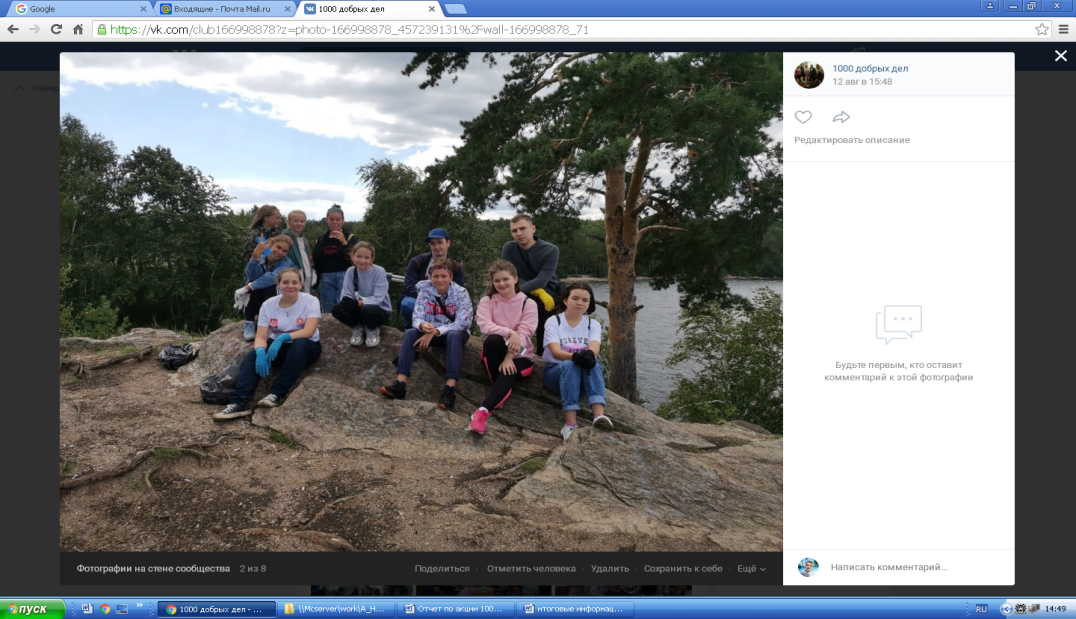 Google
Входящие - Почта Mail.ru
1000 добрых дел
https://vk.com/club166998878?z=photo-166998878_457239131%2Fwall-166998878_71
1000 добрых дел
12 авг в 15:48
Редактировать описание
FOREVER
Будьте первым, кто оставит
комментарий к этой фотографии
Фотографии на стене сообщества 2 из 8
Поделиться · Отметить человека · Удалить · Сохранить к себе · Ещё
Написать комментарий...
пуск
1000 добрых дел - ...
\\Mcserver\work\A_H...
Отчет по акции 100...
итоговые информац...
RU
14:49